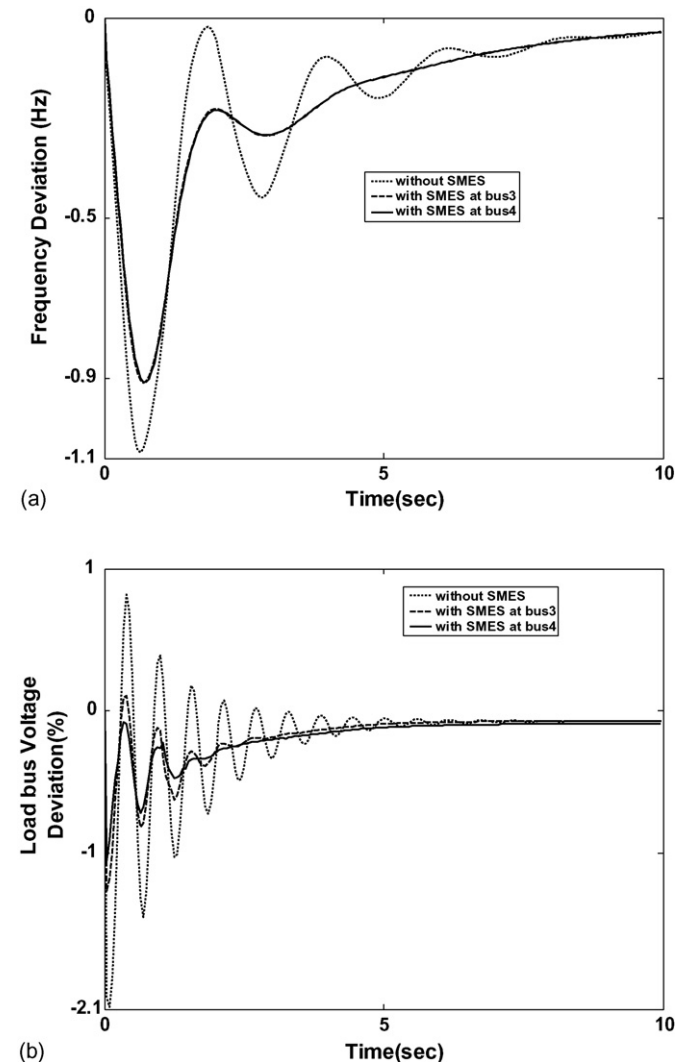 0
-0.5
-0.9
-1.1
Frequency Deviation (Hz)
without SMES
with SMES at bus3
with SMES at bus4
0
5
10
Time(sec)
(a)
1
0
-1
-2.1
Load bus Voltage
Deviation(%)
without SMES
with SMES at bus3
with SMES at bus4
0
5
10
Time(sec)
(b)